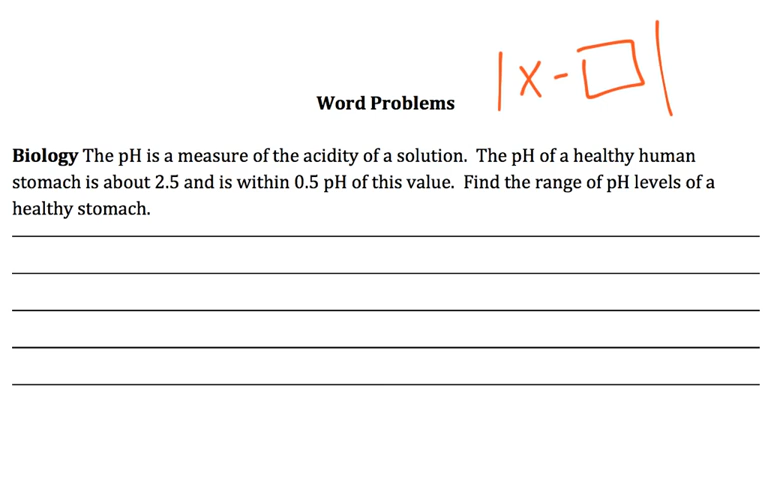 |x-□|
Word Problems
Biology The pH is a measure of the acidity of a solution.  The pH of a healthy human
stomach is about 2.5 and is within 0.5 pH of this value.  Find the range of pH levels of a
healthy stomach.